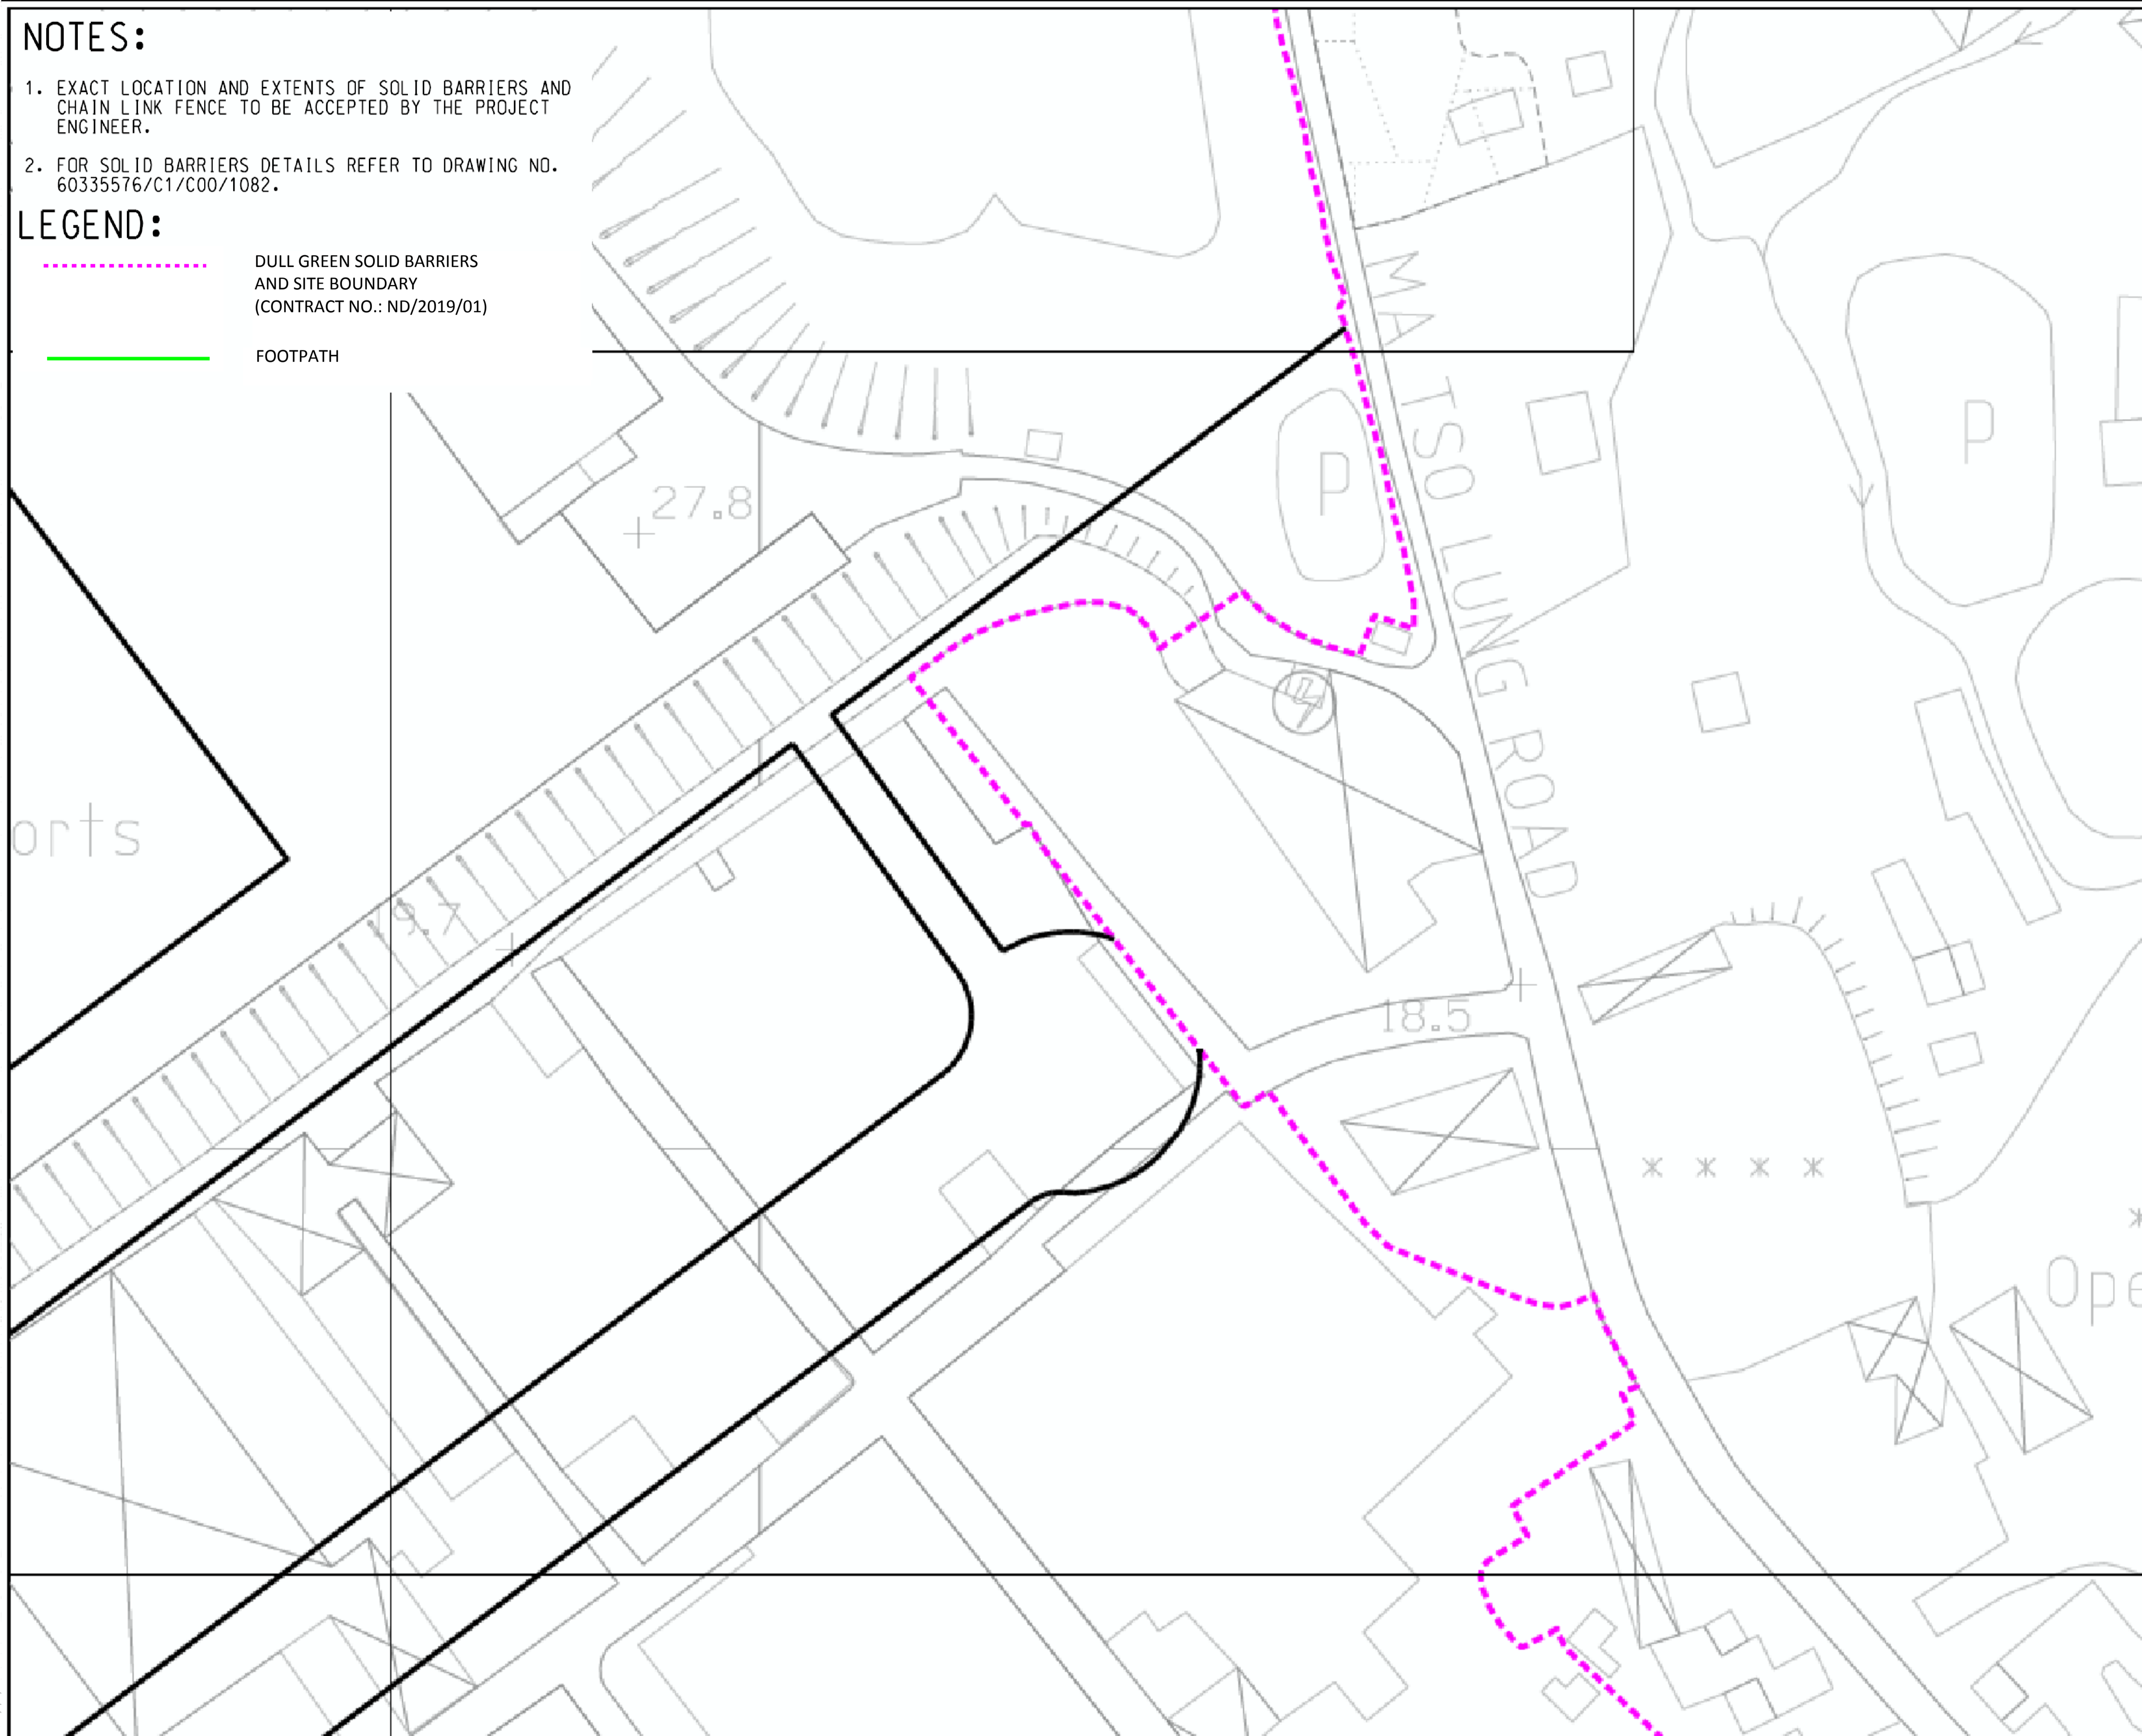 NOTES:
1. EXACT LOCATION AND EXTENTS OF SOLID BARRIERS AND
CHAIN LINK FENCE TO BE ACCEPTED BY THE PROJECT
ENGINEER.
2. FOR SOLID BARRIERS DETAILS REFER TO DRAWING NO.
60335576/C1/C00/1082.
LEGEND:
DULL GREEN SOLID BARRIERS
AND SITE BOUNDARY
(CONTRACT NO.: ND/2019/01)
FOOTPATH
MA TSO LUNG ROAD
P
P
27.8
orts
9.7
18.5
Ope